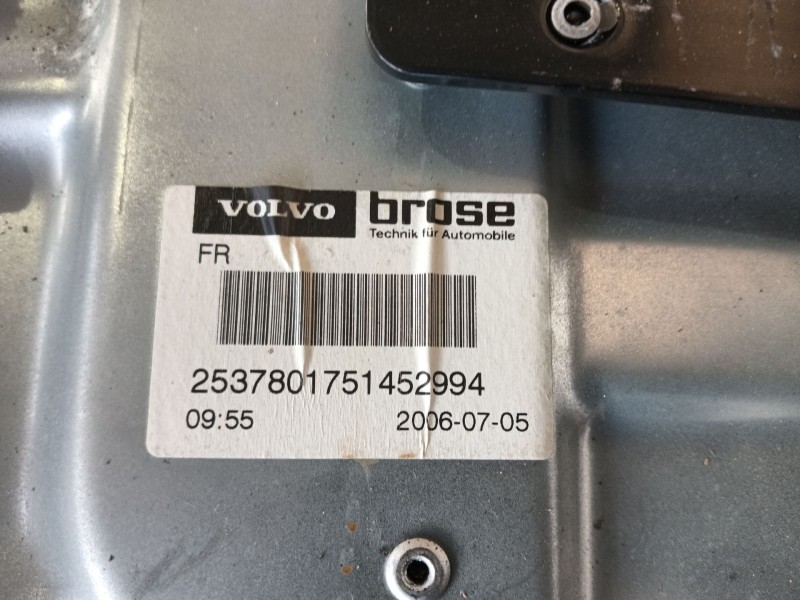 VOLVO brose
Technik für Automobile
FR
2537801751452994
09:55 2006-07-05